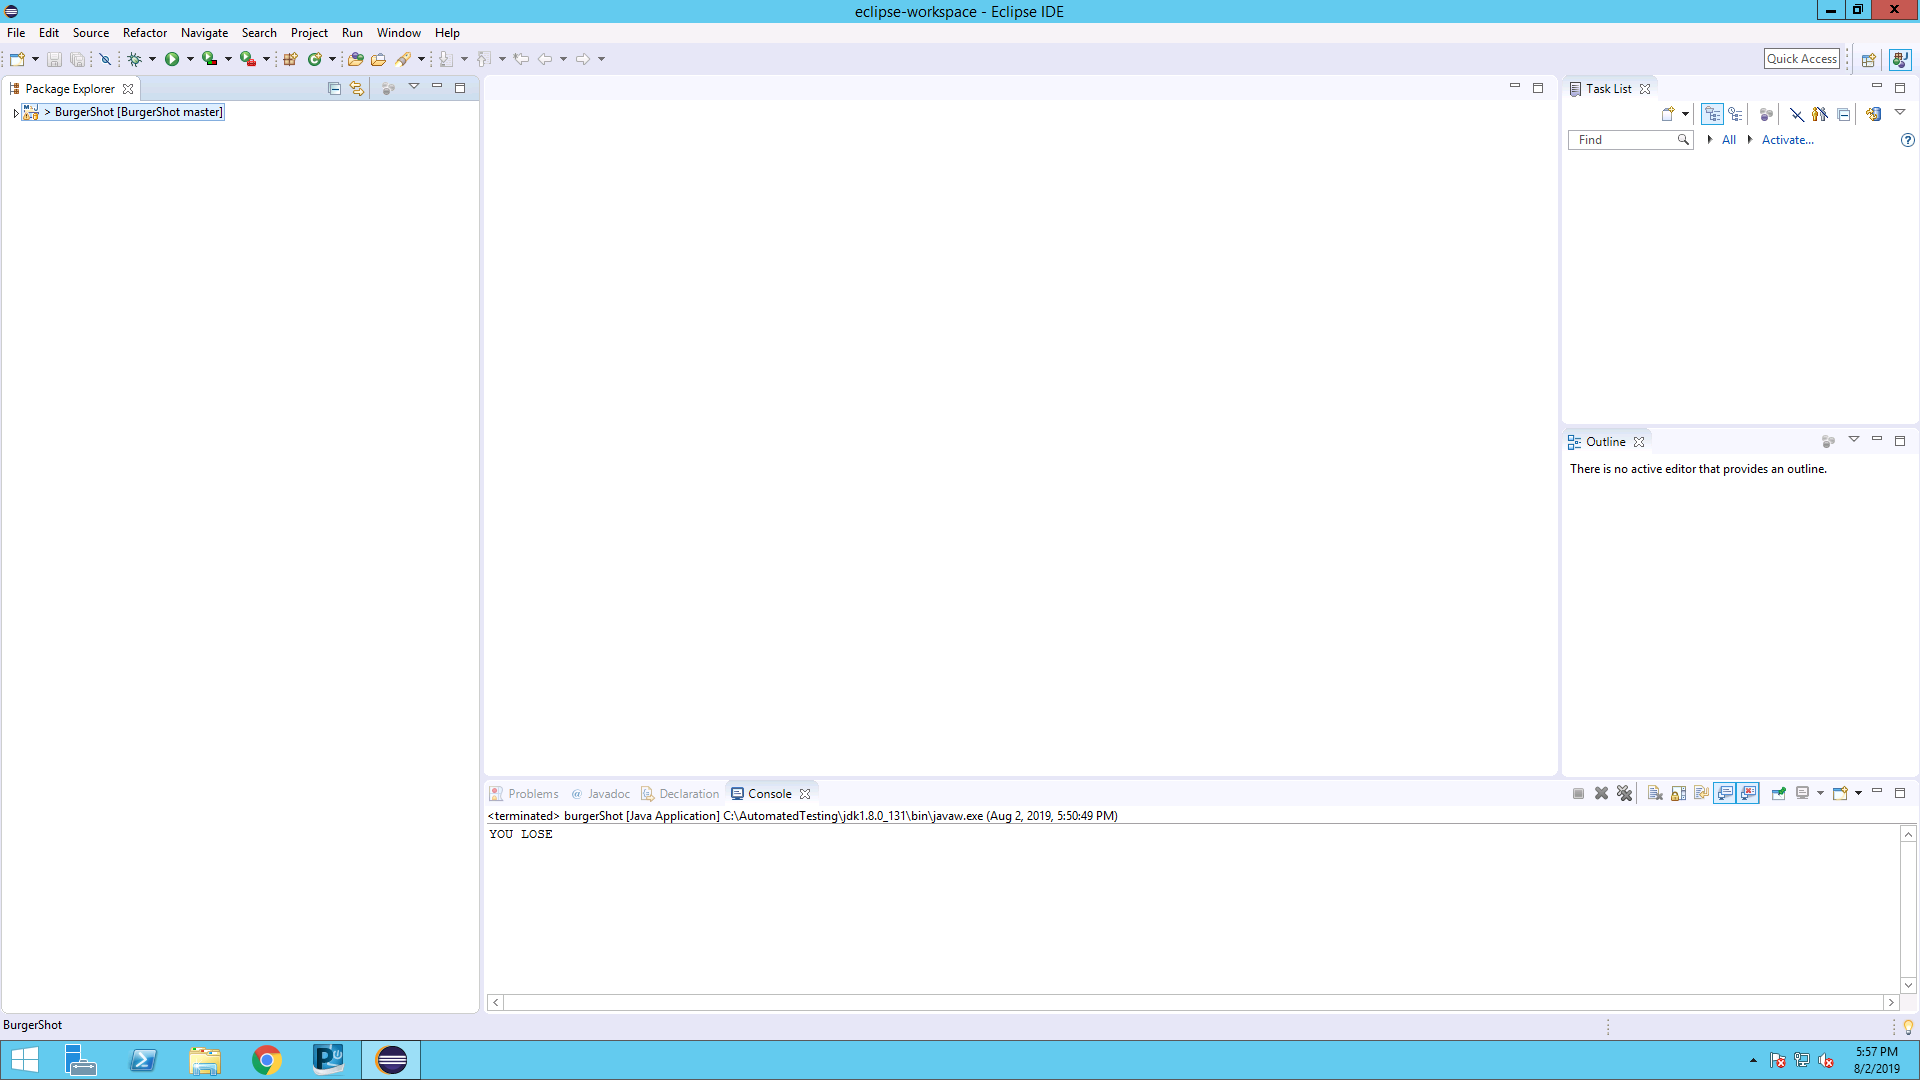 eclipse-workspace - Eclipse IDE
File Edit Source Refactor Navigate Search Project Run Window Help
Quick Access
Package Explorer
> BurgerShot [BurgerShot master]
Task List
Find
All
Activate...
Outline
There is no active editor that provides an outline.
Problems
@ Javadoc
Declaration
Console
<terminated> burgerShot [Java Application] C:\AutomatedTesting\jdk1.8.0_131\bin\javaw.exe (Aug 2, 2019, 5:50:49 PM)
YOU LOSE
BurgerShot
5:57 PM
8/2/2019